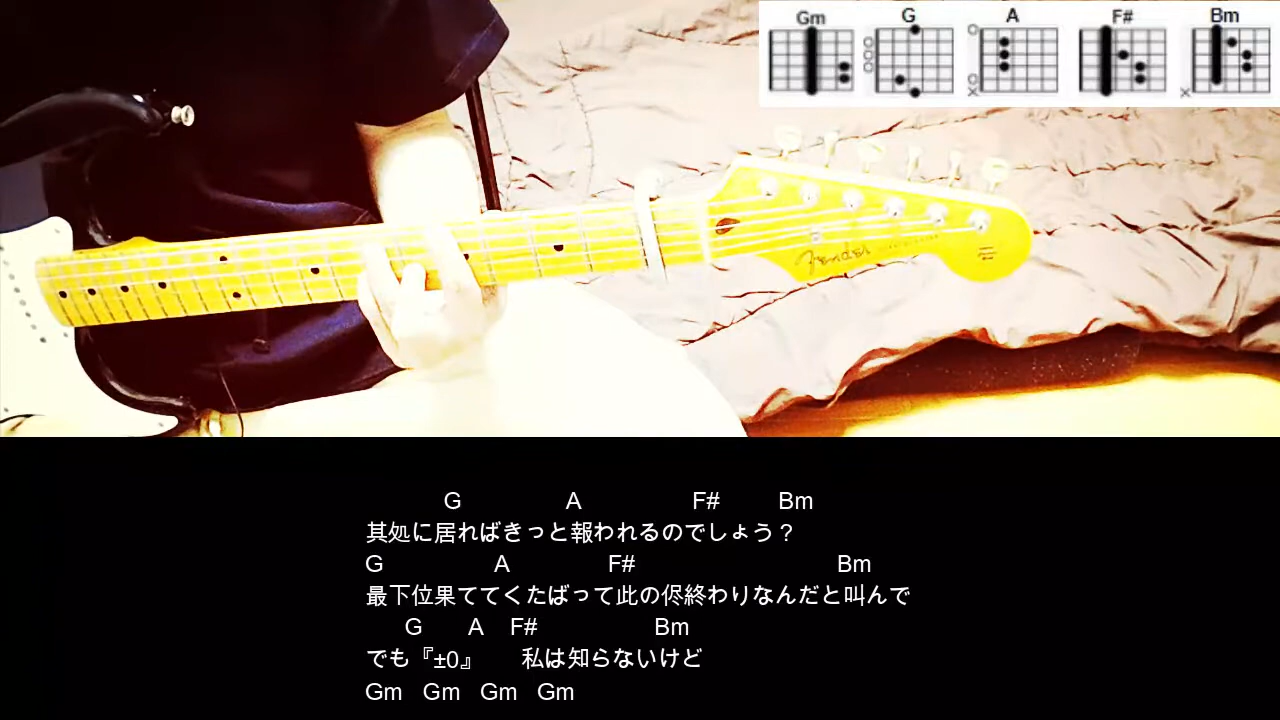 Gm G A F# Bm
Fender
G A F# Bm
其処に居ればきっと報われるのでしょう？
G A F# Bm
最下位果ててくたばって此の侭終わりなんだと叫んで
G A F# Bm
でも『±0』 私は知らないけど
Gm Gm Gm Gm